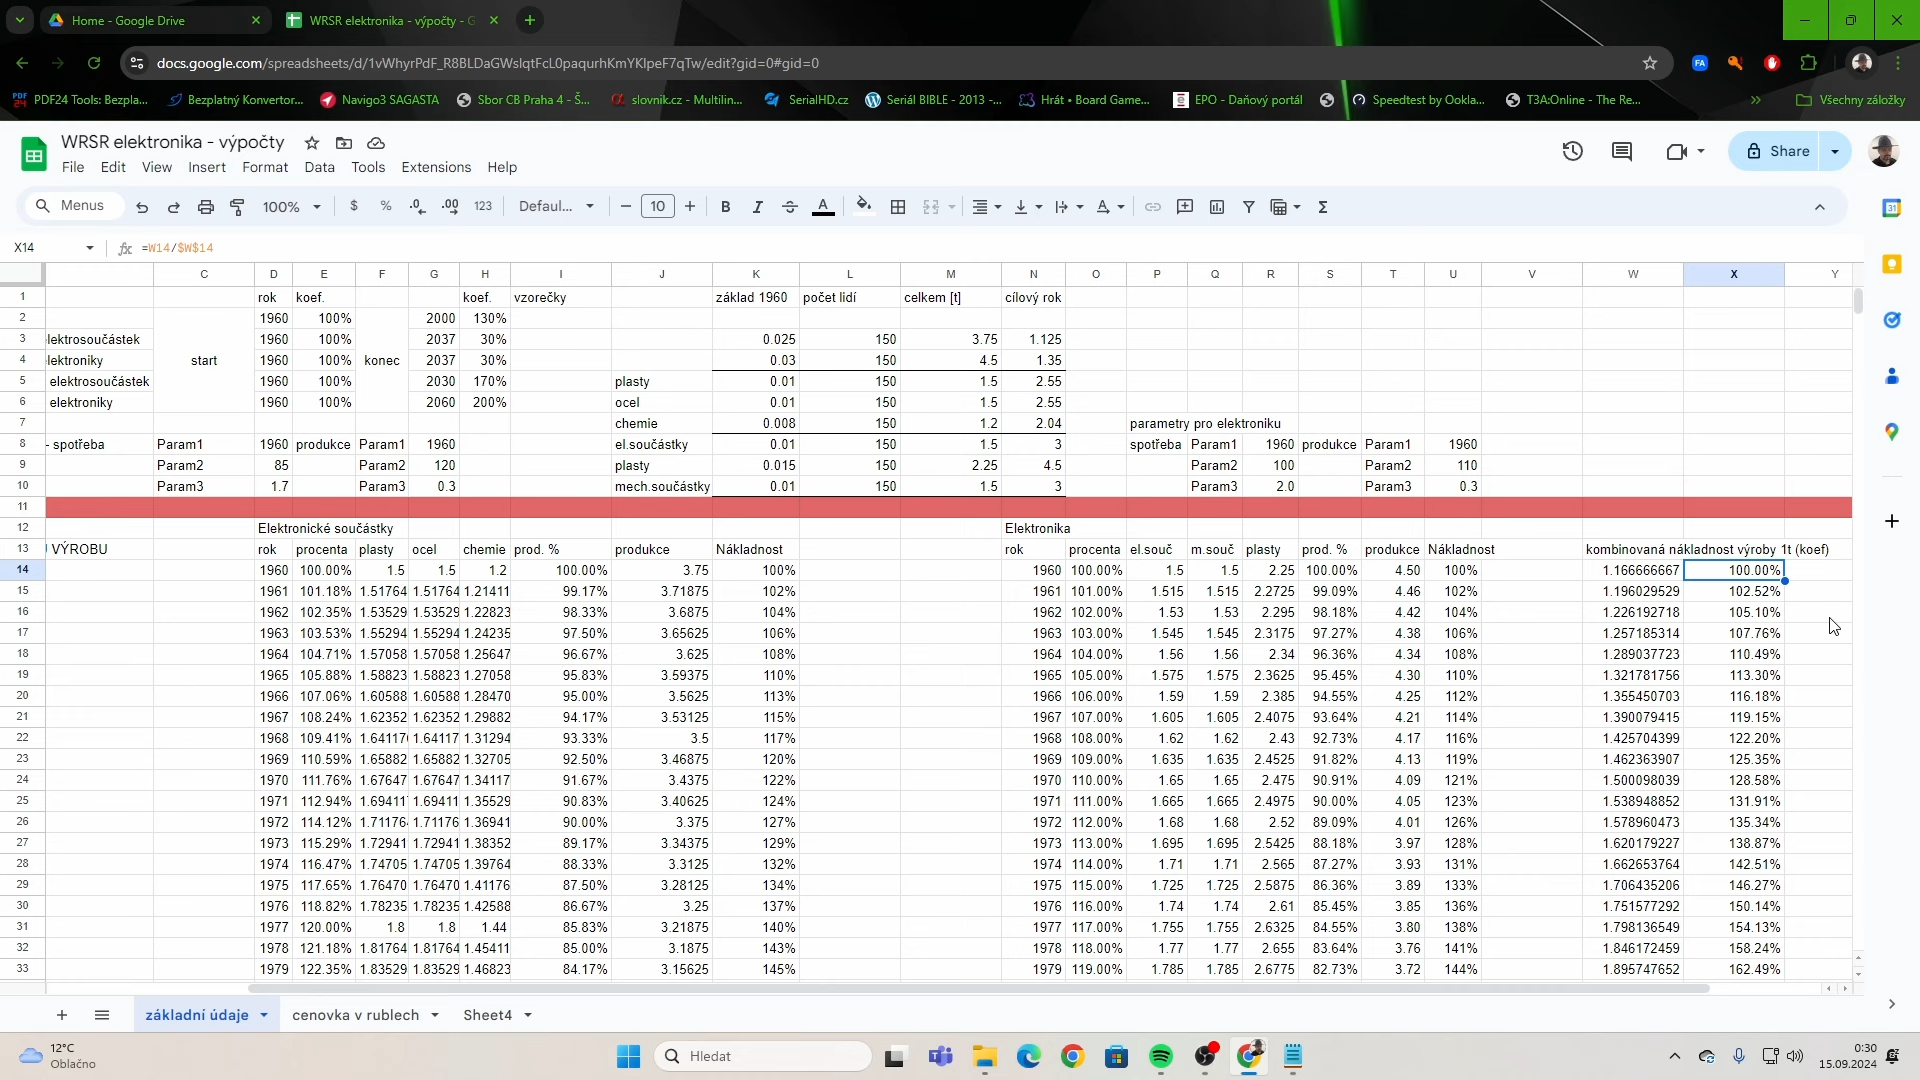 Home - Google Drive
WRSR elektronika - výpočty - G
docs.google.com/spreadsheets/d/1vWhyrPdF_R8BLDaGWslqtFcL0paqurhKmYKlpeF7qTw/edit?gid=0#gid=0
PDF24 Tools: Bezpla... Bezplatný Konvertor... Navigo3 SAGASTA Sbor CB Praha 4 - Š... slovnik.cz - Multilin... SerialHD.cz Seriál BIBLE - 2013 -... Hrát • Board Game... EPO - Daňový portál Speedtest by Ookla... T3A:Online - The Re... » Všechny záložky
WRSR elektronika - výpočty
File Edit View Insert Format Data Tools Extensions Help
Share
Menus 100% $ % .0 .00 123 Defaul... − 10 + B I A Σ
X14 fx =W14/$W$14
C D E F G H I J K L M N O P Q R S T U V W X Y
1 rok koef. koef. vzorečky základ 1960 počet lidí celkem [t] cílový rok
2 1960 100% 2000 130%
3 lektrosoučástek 1960 100% 2037 30% 0.025 150 3.75 1.125
4 lektroniky start 1960 100% konec 2037 30% 0.03 150 4.5 1.35
5 elektrosoučástek 1960 100% 2030 170% plasty 0.01 150 1.5 2.55
6 elektroniky 1960 100% 2060 200% ocel 0.01 150 1.5 2.55
7 chemie 0.008 150 1.2 2.04 parametry pro elektroniku
8 - spotřeba Param1 1960 produkce Param1 1960 el.součástky 0.01 150 1.5 3 spotřeba Param1 1960 produkce Param1 1960
9 Param2 85 Param2 120 plasty 0.015 150 2.25 4.5 Param2 100 Param2 110
10 Param3 1.7 Param3 0.3 mech.součástky 0.01 150 1.5 3 Param3 2.0 Param3 0.3
11
12 Elektronické součástky Elektronika
13 VÝROBU rok procenta plasty ocel chemie prod. % produkce Nákladnost rok procenta el.souč m.souč plasty prod. % produkce Nákladnost kombinovaná nákladnost výroby 1t (koef)
14 1960 100.00% 1.5 1.5 1.2 100.00% 3.75 100% 1960 100.00% 1.5 1.5 2.25 100.00% 4.50 100% 1.166666667 100.00%
15 1961 101.18% 1.51764 1.51764 1.21411 99.17% 3.71875 102% 1961 101.00% 1.515 1.515 2.2725 99.09% 4.46 102% 1.196029529 102.52%
16 1962 102.35% 1.53529 1.53529 1.22823 98.33% 3.6875 104% 1962 102.00% 1.53 1.53 2.295 98.18% 4.42 104% 1.226192718 105.10%
17 1963 103.53% 1.55294 1.55294 1.24235 97.50% 3.65625 106% 1963 103.00% 1.545 1.545 2.3175 97.27% 4.38 106% 1.257185314 107.76%
18 1964 104.71% 1.57058 1.57058 1.25647 96.67% 3.625 108% 1964 104.00% 1.56 1.56 2.34 96.36% 4.34 108% 1.289037723 110.49%
19 1965 105.88% 1.58823 1.58823 1.27058 95.83% 3.59375 110% 1965 105.00% 1.575 1.575 2.3625 95.45% 4.30 110% 1.321781756 113.30%
20 1966 107.06% 1.60588 1.60588 1.28470 95.00% 3.5625 113% 1966 106.00% 1.59 1.59 2.385 94.55% 4.25 112% 1.355450703 116.18%
21 1967 108.24% 1.62352 1.62352 1.29882 94.17% 3.53125 115% 1967 107.00% 1.605 1.605 2.4075 93.64% 4.21 114% 1.390079415 119.15%
22 1968 109.41% 1.64117( 1.64117 1.31294 93.33% 3.5 117% 1968 108.00% 1.62 1.62 2.43 92.73% 4.17 116% 1.425704399 122.20%
23 1969 110.59% 1.65882 1.65882 1.32705 92.50% 3.46875 120% 1969 109.00% 1.635 1.635 2.4525 91.82% 4.13 119% 1.462363907 125.35%
24 1970 111.76% 1.67647 1.67647 1.34117 91.67% 3.4375 122% 1970 110.00% 1.65 1.65 2.475 90.91% 4.09 121% 1.500098039 128.58%
25 1971 112.94% 1.69411 1.69411 1.35529 90.83% 3.40625 124% 1971 111.00% 1.665 1.665 2.4975 90.00% 4.05 123% 1.538948852 131.91%
26 1972 114.12% 1.71176 1.71176 1.36941 90.00% 3.375 127% 1972 112.00% 1.68 1.68 2.52 89.09% 4.01 126% 1.578960473 135.34%
27 1973 115.29% 1.72941 1.72941 1.38352 89.17% 3.34375 129% 1973 113.00% 1.695 1.695 2.5425 88.18% 3.97 128% 1.620179227 138.87%
28 1974 116.47% 1.74705 1.74705 1.39764 88.33% 3.3125 132% 1974 114.00% 1.71 1.71 2.565 87.27% 3.93 131% 1.662653764 142.51%
29 1975 117.65% 1.76470 1.76470 1.41176 87.50% 3.28125 134% 1975 115.00% 1.725 1.725 2.5875 86.36% 3.89 133% 1.706435206 146.27%
30 1976 118.82% 1.78235 1.78235 1.42588 86.67% 3.25 137% 1976 116.00% 1.74 1.74 2.61 85.45% 3.85 136% 1.751577292 150.14%
31 1977 120.00% 1.8 1.8 1.44 85.83% 3.21875 140% 1977 117.00% 1.755 1.755 2.6325 84.55% 3.80 138% 1.798136549 154.13%
32 1978 121.18% 1.81764 1.81764 1.45411 85.00% 3.1875 143% 1978 118.00% 1.77 1.77 2.655 83.64% 3.76 141% 1.846172459 158.24%
33 1979 122.35% 1.83529 1.83529 1.46823 84.17% 3.15625 145% 1979 119.00% 1.785 1.785 2.6775 82.73% 3.72 144% 1.895747652 162.49%
základní údaje cenovka v rublech Sheet4
12°C
Oblačno
Hledat
0:30
15.09.2024